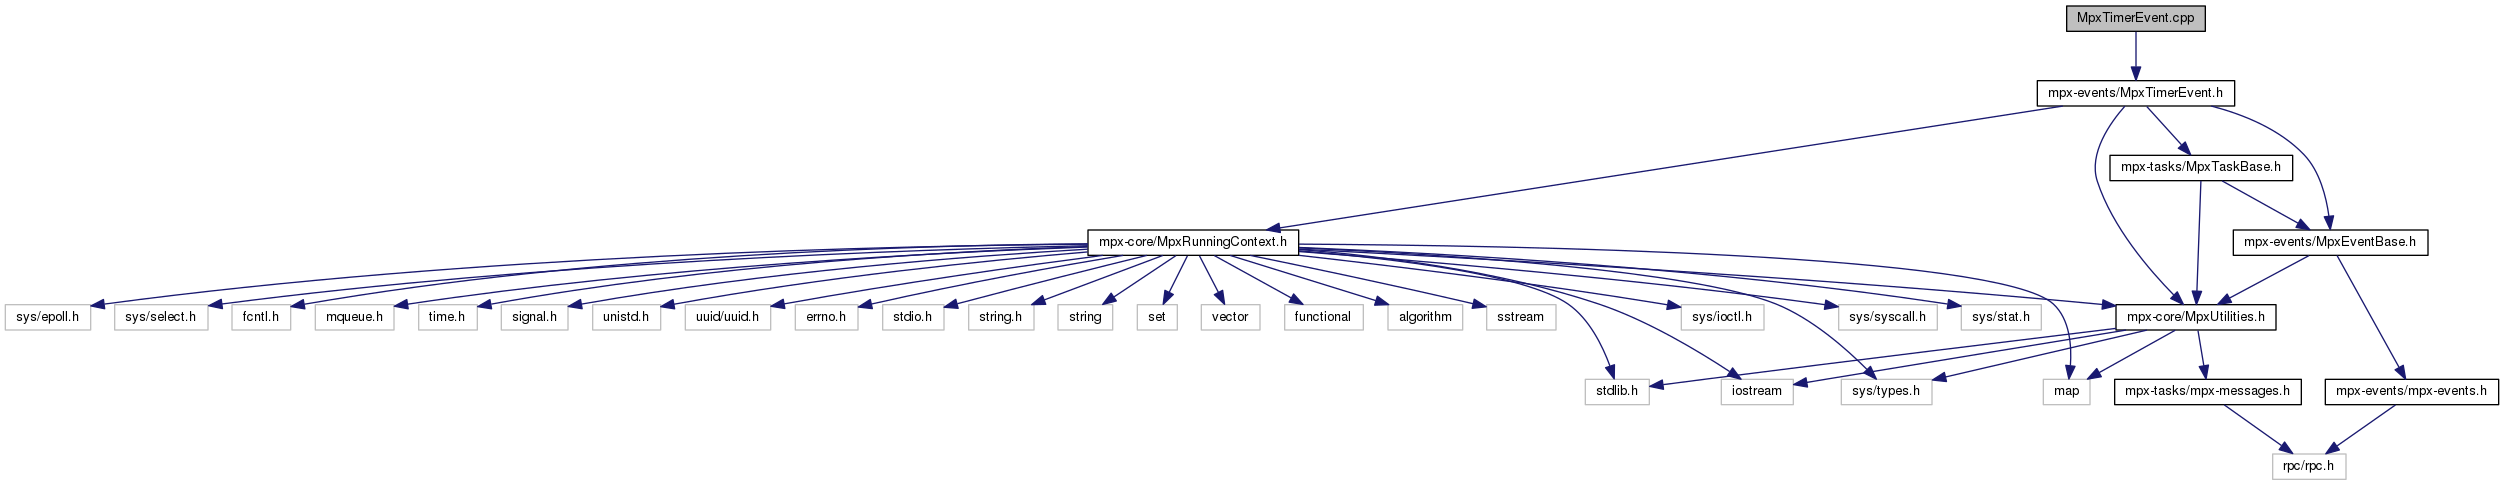 MpxTimerEvent.cpp
mpx-events/MpxTimerEvent.h
mpx-tasks/MpxTaskBase.h
mpx-core/MpxRunningContext.h
mpx-events/MpxEventBase.h
sys/epoll.h
sys/select.h
fcntl.h
mqueue.h
time.h
signal.h
unistd.h
uuid/uuid.h
errno.h
stdio.h
string.h
string
set
vector
functional
algorithm
sstream
sys/ioctl.h
sys/syscall.h
sys/stat.h
mpx-core/MpxUtilities.h
stdlib.h
iostream
sys/types.h
map
mpx-tasks/mpx-messages.h
mpx-events/mpx-events.h
rpc/rpc.h